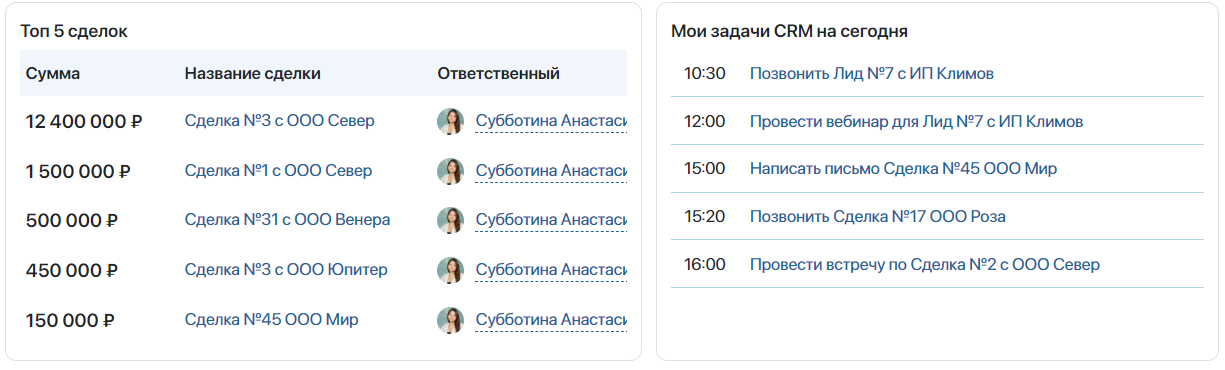 Топ 5 сделок
Сумма Название сделки Ответственный
12 400 000 ₽ Сделка №3 с ООО Север Субботина Анастаси
1 500 000 ₽ Сделка №1 с ООО Север Субботина Анастаси
500 000 ₽ Сделка №31 с ООО Венера Субботина Анастаси
450 000 ₽ Сделка №3 с ООО Юпитер Субботина Анастаси
150 000 ₽ Сделка №45 ООО Мир Субботина Анастаси
Мои задачи CRM на сегодня
10:30 Позвонить Лид №7 с ИП Климов
12:00 Провести вебинар для Лид №7 с ИП Климов
15:00 Написать письмо Сделка №45 ООО Мир
15:20 Позвонить Сделка №17 ООО Роза
16:00 Провести встречу по Сделка №2 с ООО Север